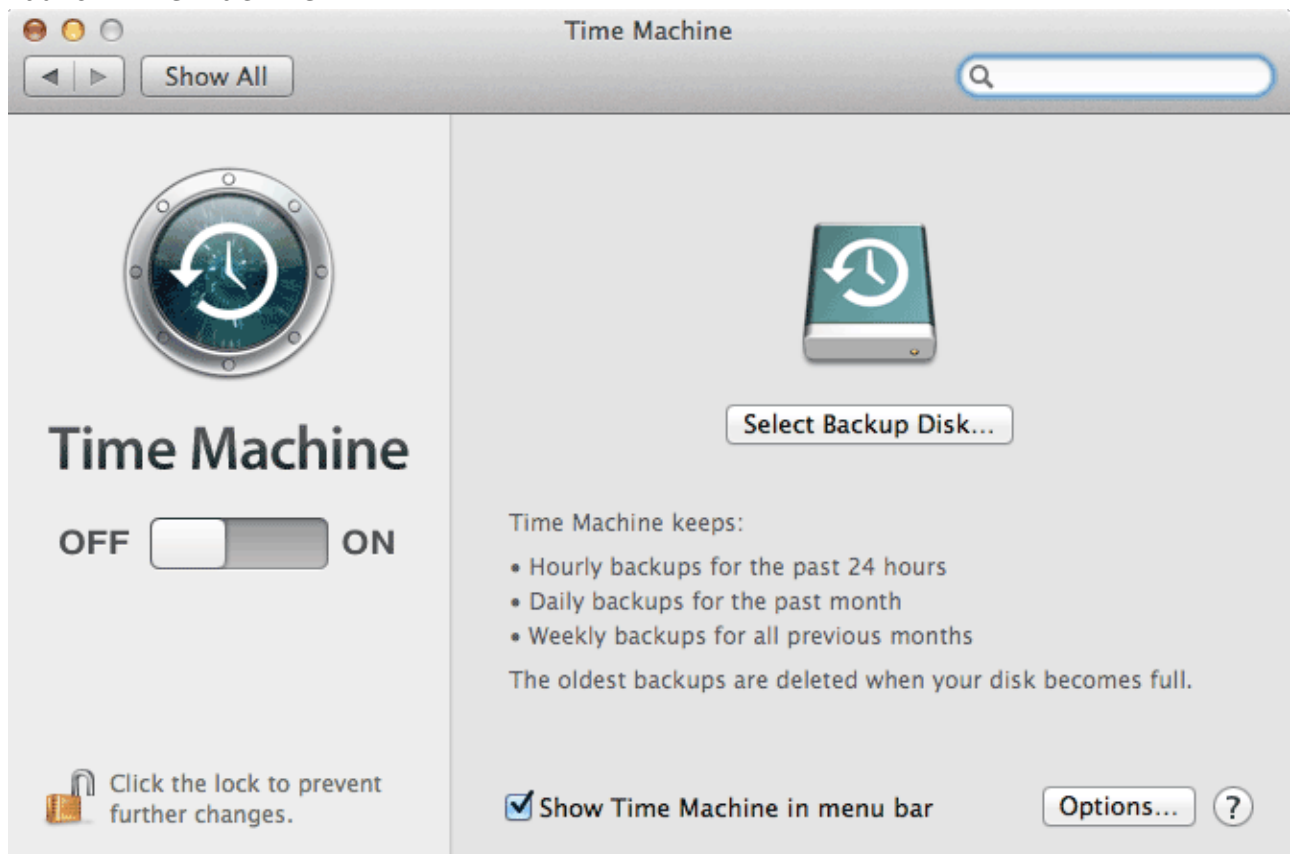 Time Machine
Show All
Time Machine
OFF ON
Select Backup Disk...
Time Machine keeps:
• Hourly backups for the past 24 hours
• Daily backups for the past month
• Weekly backups for all previous months
The oldest backups are deleted when your disk becomes full.
Click the lock to prevent
further changes.
Show Time Machine in menu bar
Options... ?